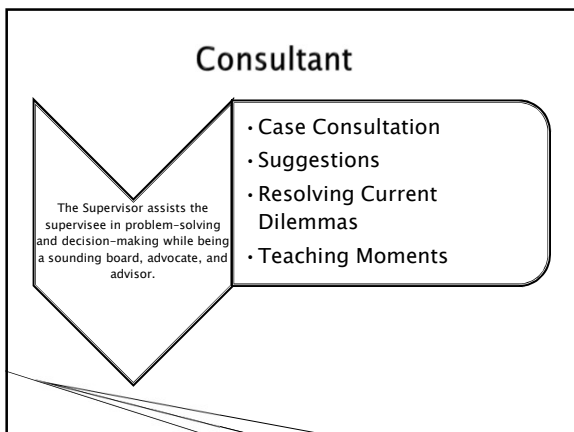 Consultant
The Supervisor assists the
supervisee in problem-solving
and decision-making while being
a sounding board, advocate, and
advisor.
• Case Consultation
• Suggestions
• Resolving Current
Dilemmas
• Teaching Moments